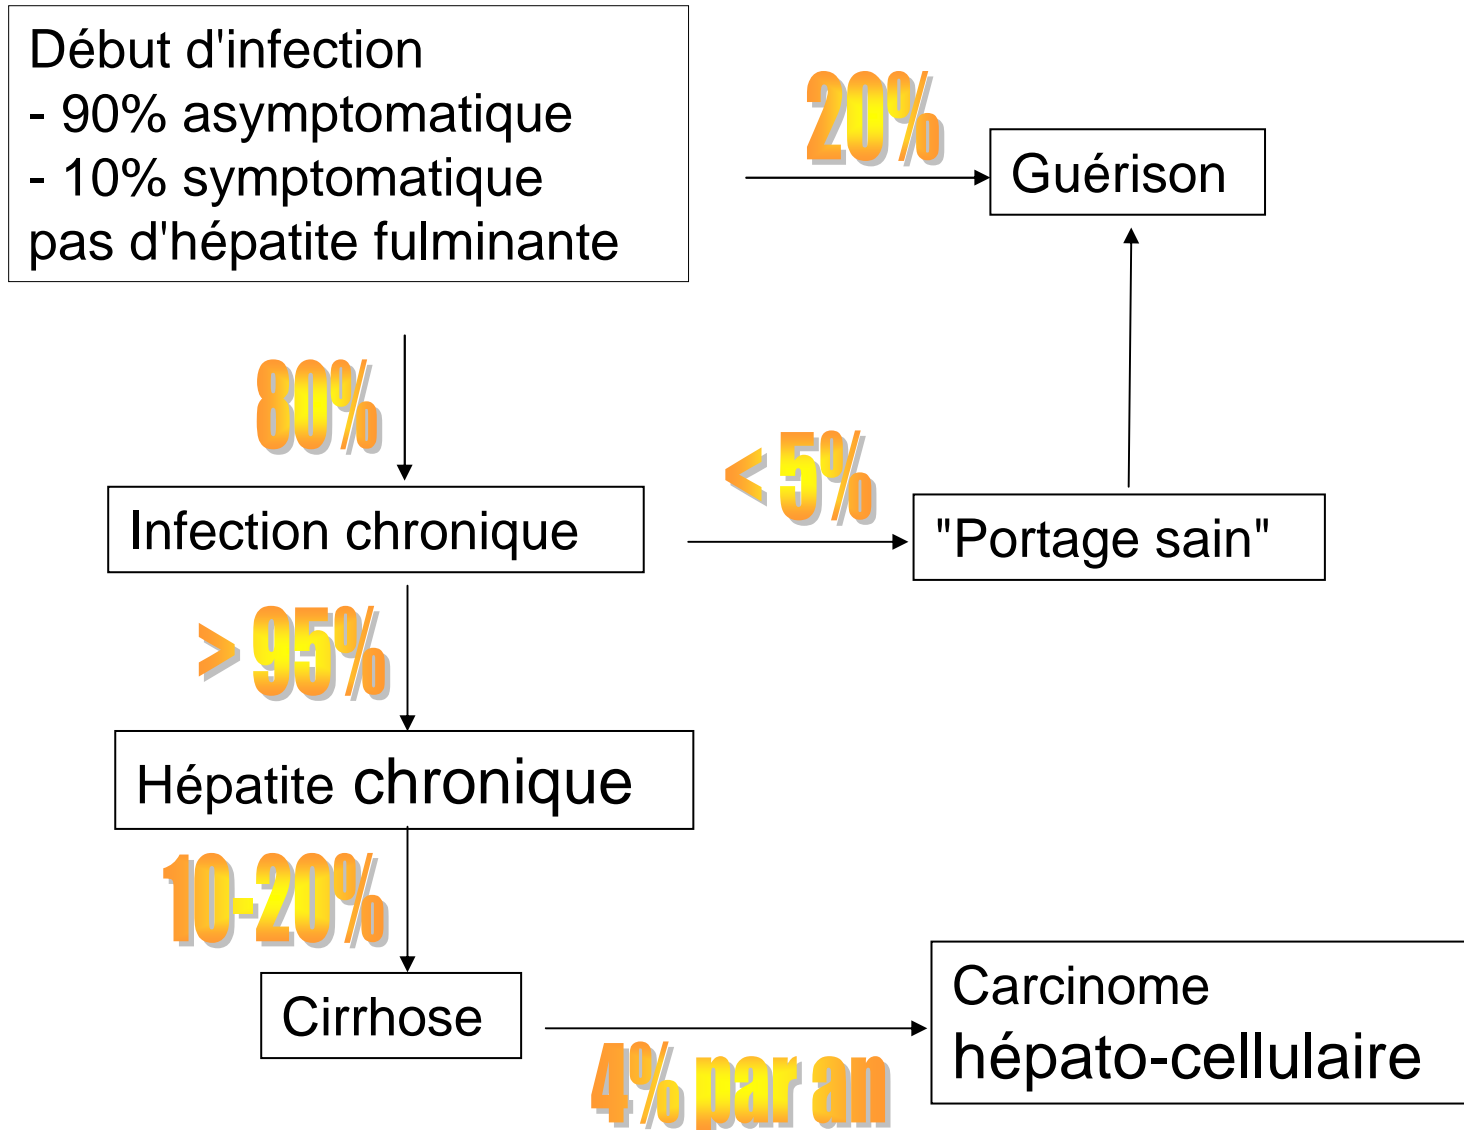 Début d'infection
- 90% asymptomatique
- 10% symptomatique
pas d'hépatite fulminante
20%
Guérison
80%
Infection chronique
< 5%
"Portage sain"
> 95%
Hépatite chronique
10-20%
Cirrhose
4% par an
Carcinome
hépato-cellulaire